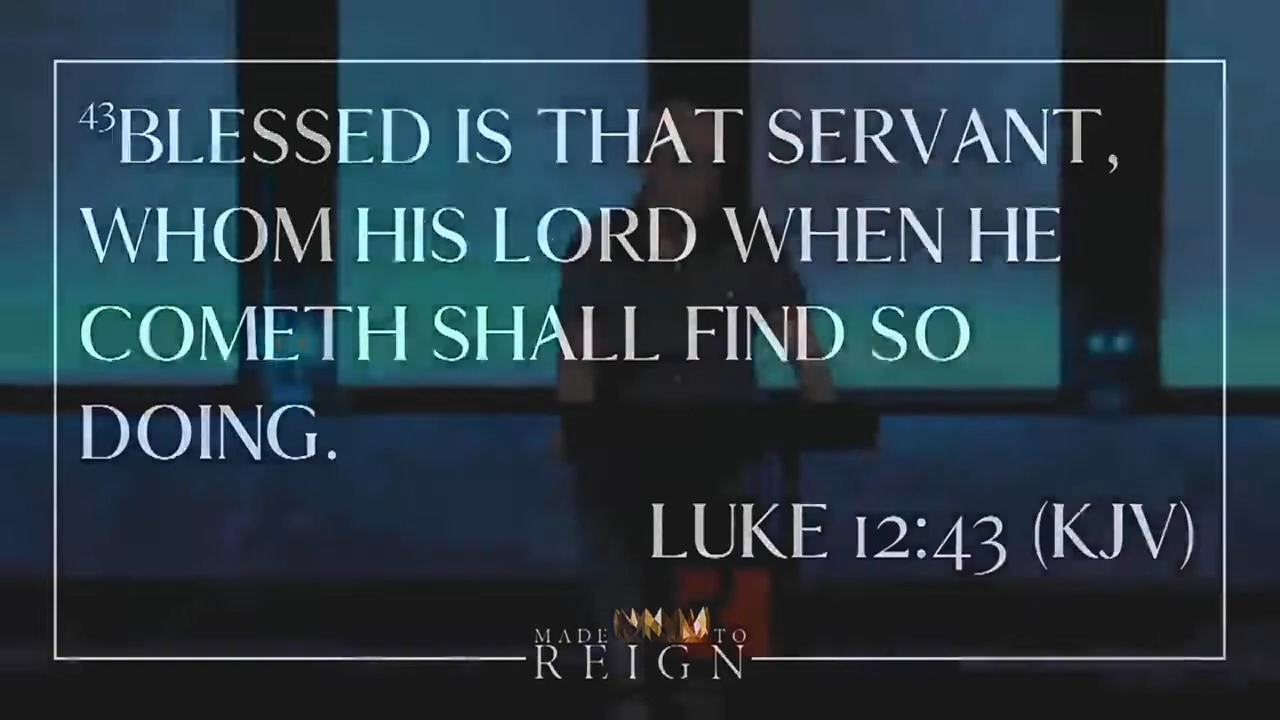 43BLESSED IS THAT SERVANT,
WHOM HIS LORD WHEN HE
COMETH SHALL FIND SO
DOING.
LUKE 12:43 (KJV)
MADE TO
REIGN